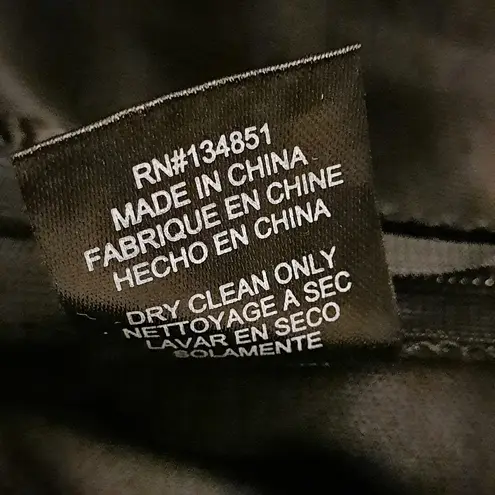 RN#134851
MADE IN CHINA
FABRIQUE EN CHINE
HECHO EN CHINA
DRY CLEAN ONLY
NETTOYAGE A SEC
LAVAR EN SECO
SOLAMENTE